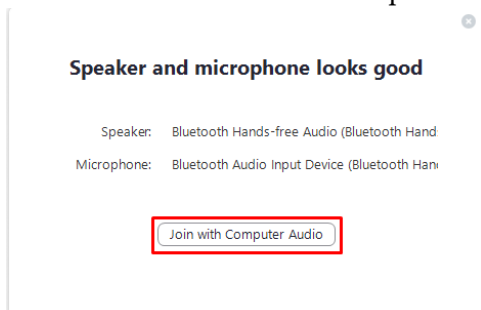 Speaker and microphone looks good
Speaker: Bluetooth Hands-free Audio (Bluetooth Hand
Microphone: Bluetooth Audio Input Device (Bluetooth
Join with Computer Audio